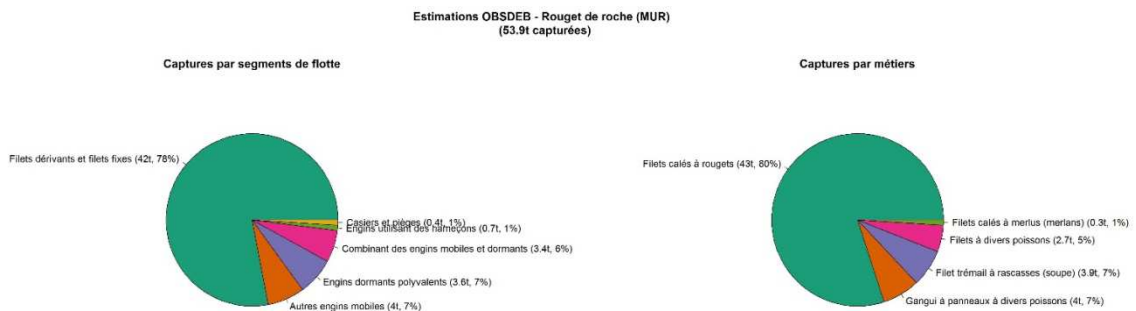 Estimations OBSDEB - Rouget de roche (MUR)
(53.9t capturées)
Captures par segments de flotte
Filets dérivants et filets fixes (42t, 78%)
Casiers et pièges (0.4t, 1%)
Engins utilisant des hameçons (0.7t, 1%)
Combinant des engins mobiles et dormants (3.4t, 6%)
Engins dormants polyvalents (3.6t, 7%)
Autres engins mobiles (4t, 7%)
Captures par métiers
Filets calés à rougets (43t, 80%)
Filets calés à merlus (merlans) (0.3t, 1%)
Filets à divers poissons (2.7t, 5%)
Filet trémail à rascasses (soupe) (3.9t, 7%)
Gangui à panneaux à divers poissons (4t, 7%)